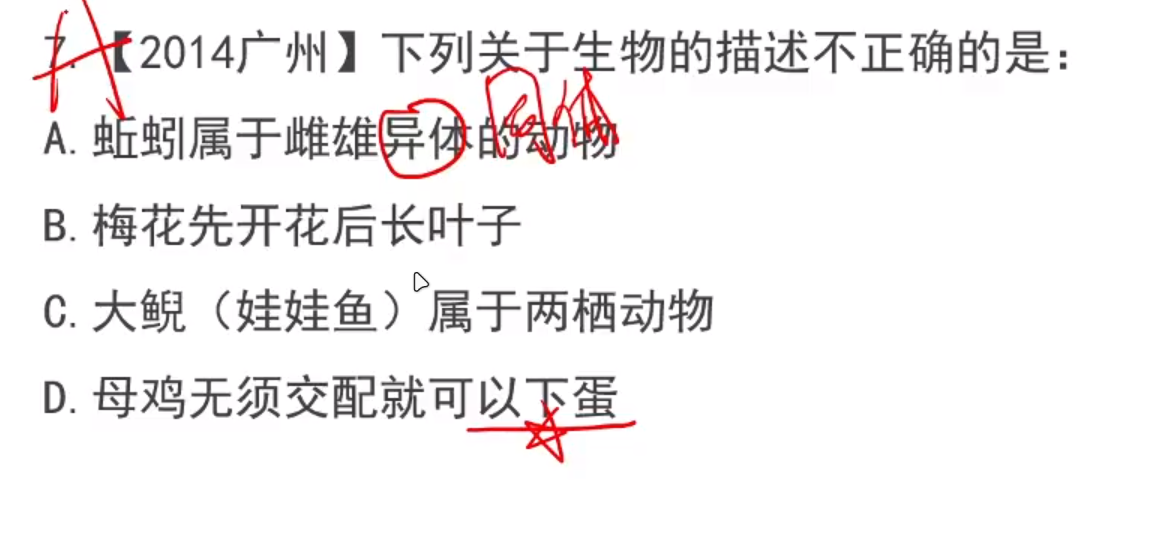 A
7.【2014广州】下列关于生物的描述不正确的是：
同体
A. 蚯蚓属于雌雄异体的动物
B. 梅花先开花后长叶子
C. 大鲵（娃娃鱼）属于两栖动物
D. 母鸡无须交配就可以下蛋